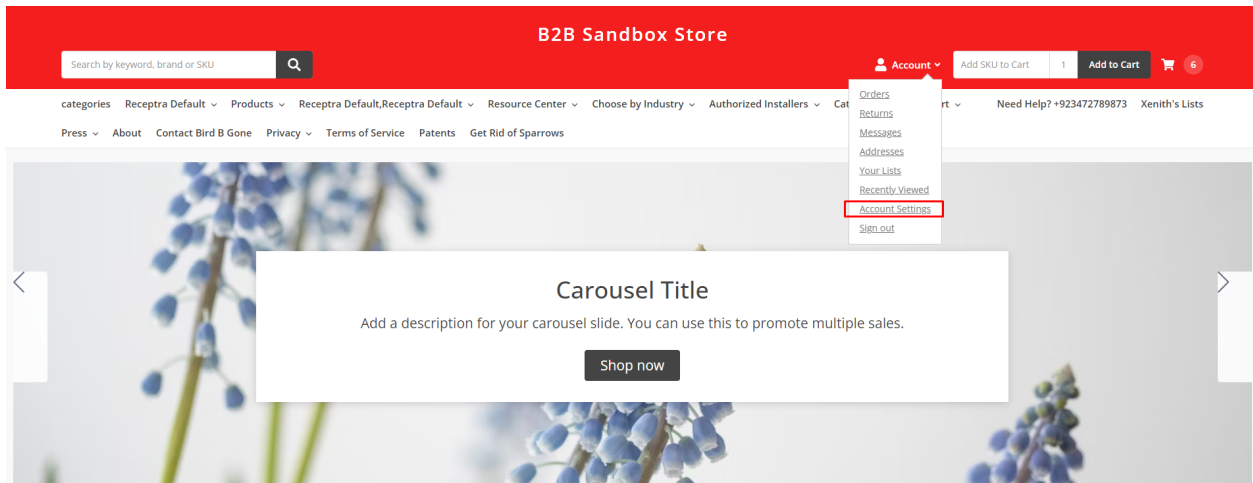 B2B Sandbox Store
Search by keyword, brand or SKU
Account
Add SKU to Cart
1
Add to Cart
6
categories Receptra Default Products Receptra Default,Receptra Default Resource Center Choose by Industry Authorized Installers Cat rt Need Help? +923472789873 Xenith's Lists
Press About Contact Bird B Gone Privacy Terms of Service Patents Get Rid of Sparrows
Orders
Returns
Messages
Addresses
Your Lists
Recently Viewed
Account Settings
Sign out
Carousel Title
Add a description for your carousel slide. You can use this to promote multiple sales.
Shop now